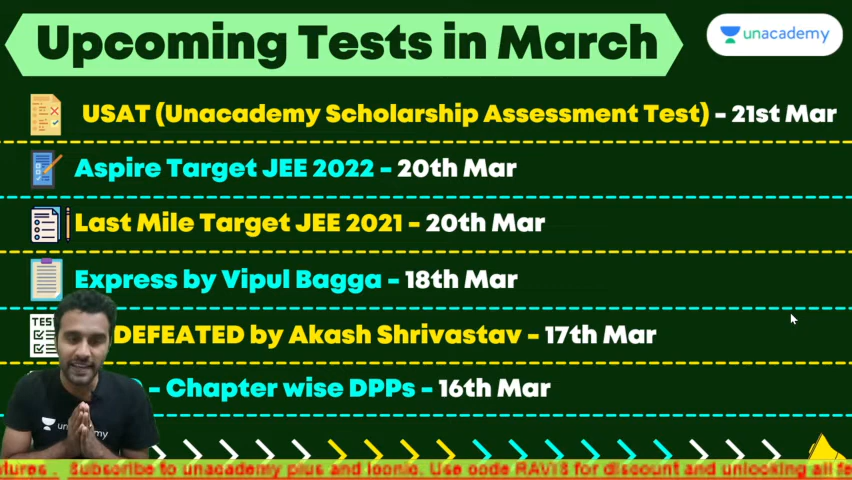 Upcoming Tests in March
unacademy
USAT (Unacademy Scholarship Assessment Test) - 21st Mar
Aspire Target JEE 2022 - 20th Mar
Last Mile Target JEE 2021 - 20th Mar
Express by Vipul Bagga - 18th Mar
TEST
DEFEATED by Akash Shrivastav - 17th Mar
- Chapter wise DPPs - 16th Mar
Subscribe to unacademy plus and iconic. Use code RAVIS for discount and unlocking all